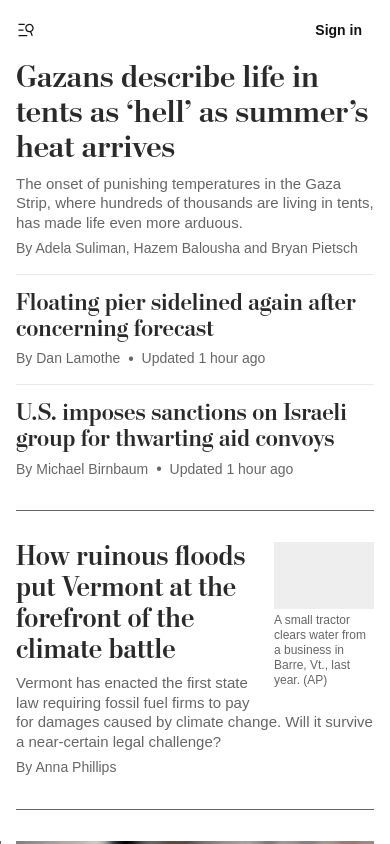 Sign in
Gazans describe life in
tents as ‘hell’ as summer’s
heat arrives
The onset of punishing temperatures in the Gaza
Strip, where hundreds of thousands are living in tents,
has made life even more arduous.
By Adela Suliman, Hazem Balousha and Bryan Pietsch
Floating pier sidelined again after
concerning forecast
By Dan Lamothe • Updated 1 hour ago
U.S. imposes sanctions on Israeli
group for thwarting aid convoys
By Michael Birnbaum • Updated 1 hour ago
How ruinous floods
put Vermont at the
forefront of the
climate battle
A small tractor
clears water from
a business in
Barre, Vt., last
year. (AP)
Vermont has enacted the first state
law requiring fossil fuel firms to pay
for damages caused by climate change. Will it survive
a near-certain legal challenge?
By Anna Phillips